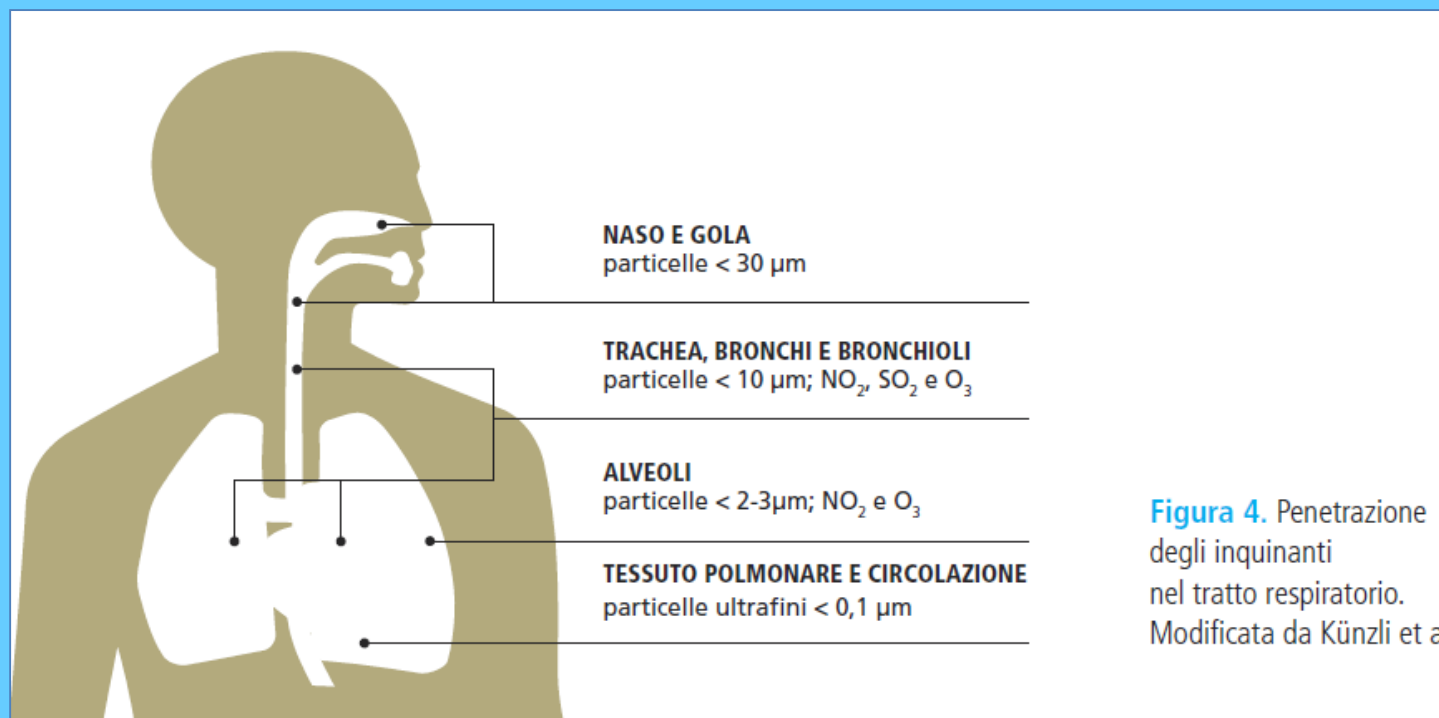 NASO E GOLA
particelle < 30 µm
TRACHEA, BRONCHI E BRONCHIOLI
particelle < 10 µm; NO₂, SO₂ e O₃
ALVEOLI
particelle < 2-3µm; NO₂ e O₃
TESSUTO POLMONARE E CIRCOLAZIONE
particelle ultrafini < 0,1 µm
Figura 4. Penetrazione
degli inquinanti
nel tratto respiratorio.
Modificata da Künzli et